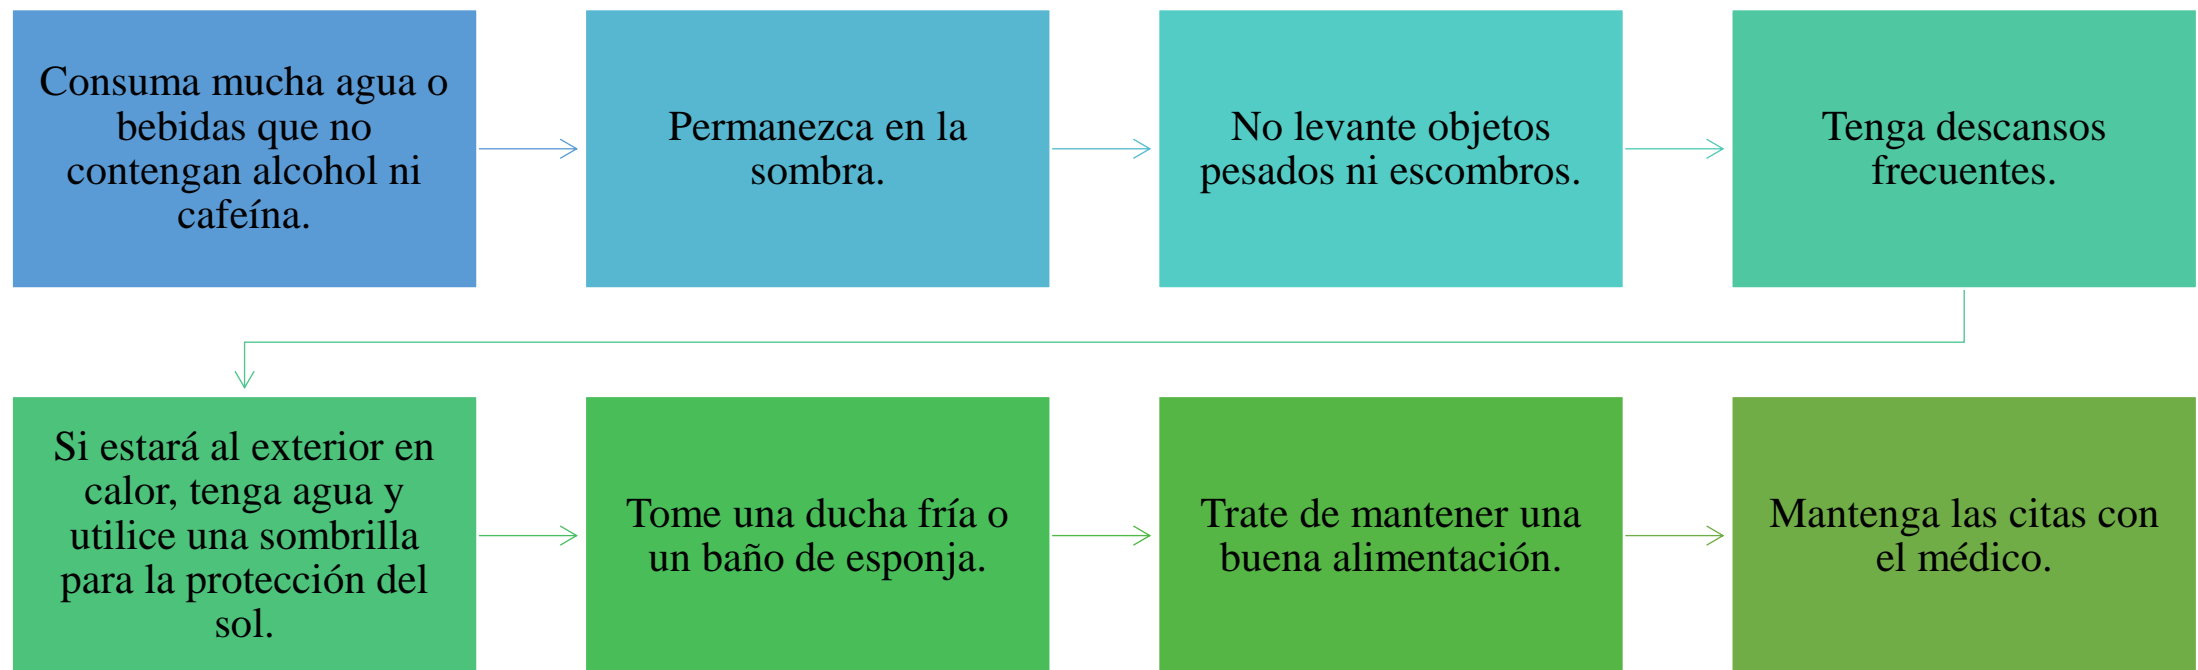 Consuma mucha agua o
bebidas que no
contengan alcohol ni
cafeína.
Permanezca en la
sombra.
No levante objetos
pesados ni escombros.
Tenga descansos
frecuentes.
Si estará al exterior en
calor, tenga agua y
utilice una sombrilla
para la protección del
sol.
Tome una ducha fría o
un baño de esponja.
Trate de mantener una
buena alimentación.
Mantenga las citas con
el médico.